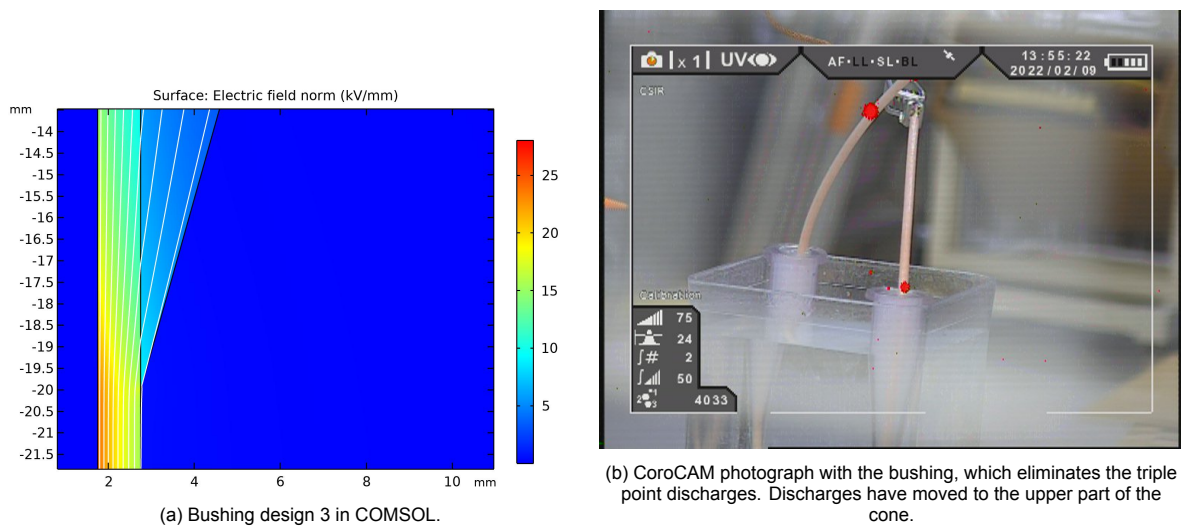 Surface: Electric field norm (kV/mm)
mm
-14
-14.5
-15
-15.5
-16
-16.5
-17
-17.5
-18
-18.5
-19
-19.5
-20
-20.5
-21
-21.5
2 4 6 8 10 mm
25
20
15
10
5
(a) Bushing design 3 in COMSOL.
x1 UV
AF•LL•SL•BL
13:55:22
2022/02/09
CSIR
Calibration
75
24
∫# 2
∫ 50
4033
(b) CoroCAM photograph with the bushing, which eliminates the triple
point discharges. Discharges have moved to the upper part of the
cone.